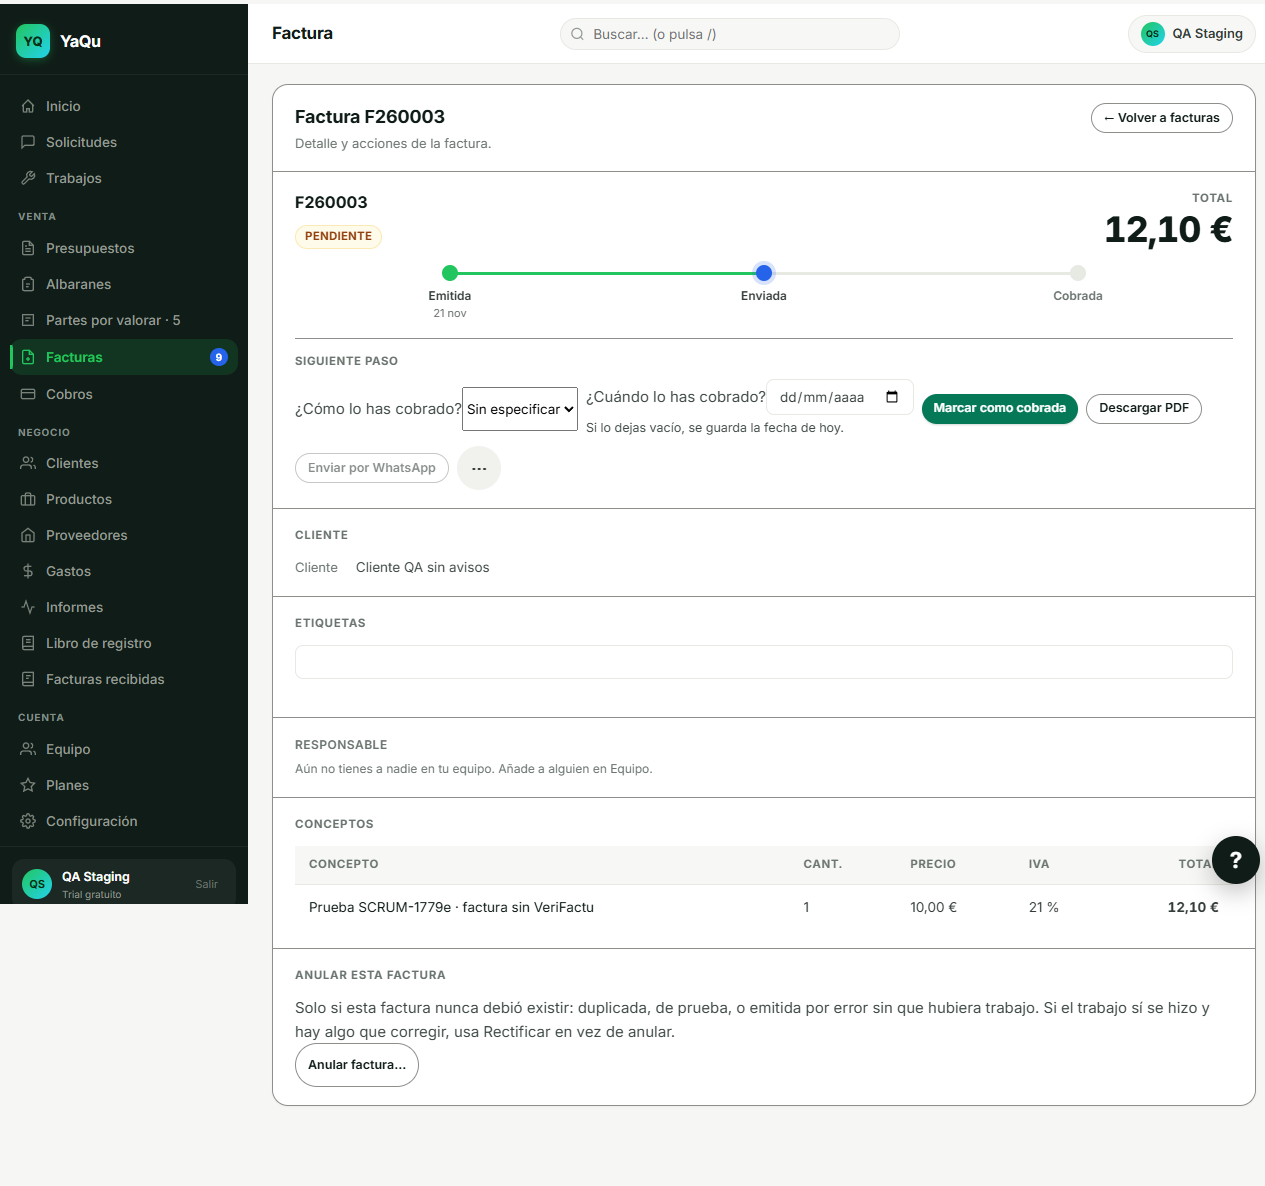 YQ YaQu
Inicio
Solicitudes
Trabajos
VENTA
Presupuestos
Albaranes
Partes por valorar · 5
Facturas 9
Cobros
NEGOCIO
Clientes
Productos
Proveedores
Gastos
Informes
Libro de registro
Facturas recibidas
CUENTA
Equipo
Planes
Configuración
QS QA Staging
Trial gratuito
Salir
Factura
Buscar... (o pulsa /)
QS QA Staging
Factura F260003
Detalle y acciones de la factura.
← Volver a facturas
F260003
PENDIENTE
TOTAL
12,10 €
Emitida
21 nov
Enviada
Cobrada
SIGUIENTE PASO
¿Cómo lo has cobrado? Sin especificar
¿Cuándo lo has cobrado? dd/mm/aaaa
Si lo dejas vacío, se guarda la fecha de hoy.
Marcar como cobrada
Descargar PDF
Enviar por WhatsApp
...
CLIENTE
Cliente Cliente QA sin avisos
ETIQUETAS
RESPONSABLE
Aún no tienes a nadie en tu equipo. Añade a alguien en Equipo.
CONCEPTOS
CONCEPTO CANT. PRECIO IVA TOTA
?
Prueba SCRUM-1779e · factura sin VeriFactu 1 10,00 € 21 % 12,10 €
ANULAR ESTA FACTURA
Solo si esta factura nunca debió existir: duplicada, de prueba, o emitida por error sin que hubiera trabajo. Si el trabajo sí se hizo y
hay algo que corregir, usa Rectificar en vez de anular.
Anular factura...